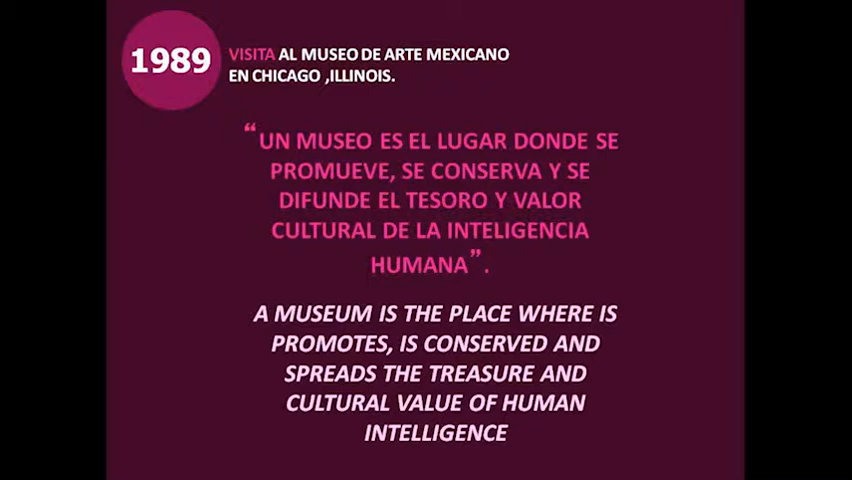 1989
VISITA AL MUSEO DE ARTE MEXICANO
EN CHICAGO ,ILLINOIS.
“UN MUSEO ES EL LUGAR DONDE SE
PROMUEVE, SE CONSERVA Y SE
DIFUNDE EL TESORO Y VALOR
CULTURAL DE LA INTELIGENCIA
HUMANA”.
A MUSEUM IS THE PLACE WHERE IS
PROMOTES, IS CONSERVED AND
SPREADS THE TREASURE AND
CULTURAL VALUE OF HUMAN
INTELLIGENCE